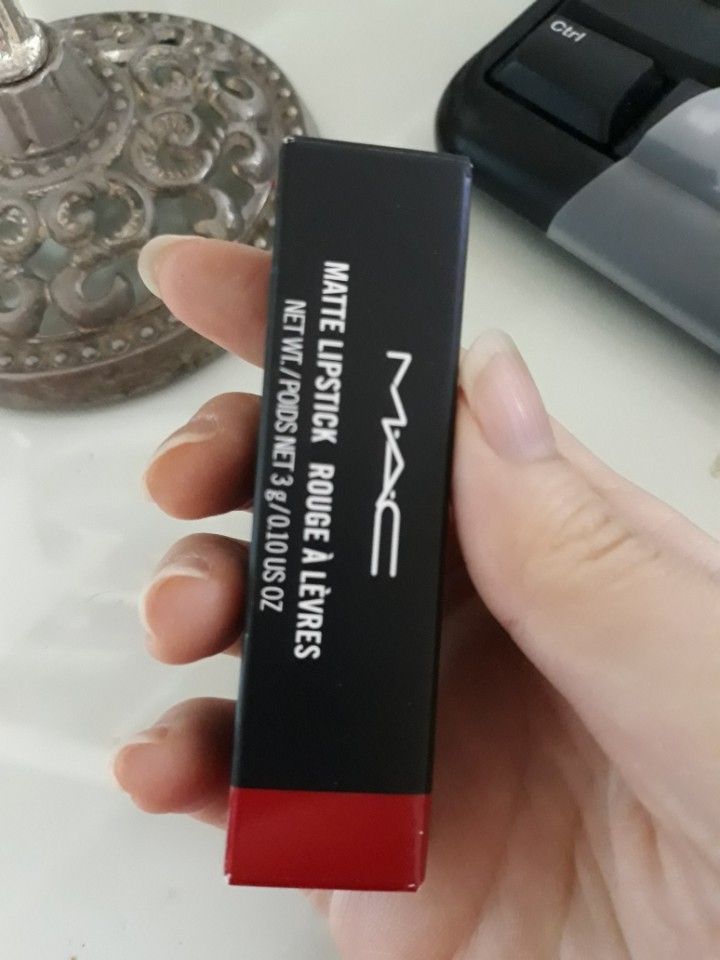 MAC
MATTE LIPSTICK ROUGE À LÈVRES
NET WT./POIDS NET 3 g/0.10 US OZ
Ctrl